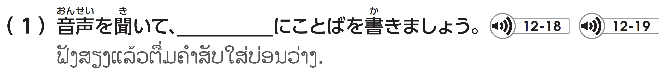 （１）音声を聞いて、＿＿＿＿＿にことばを書きましょう。 12-18 12-19
ຟັງສຽງແລ້ວຕື່ມຄຳສັບໃສ່ບ່ອນວ່າງ.